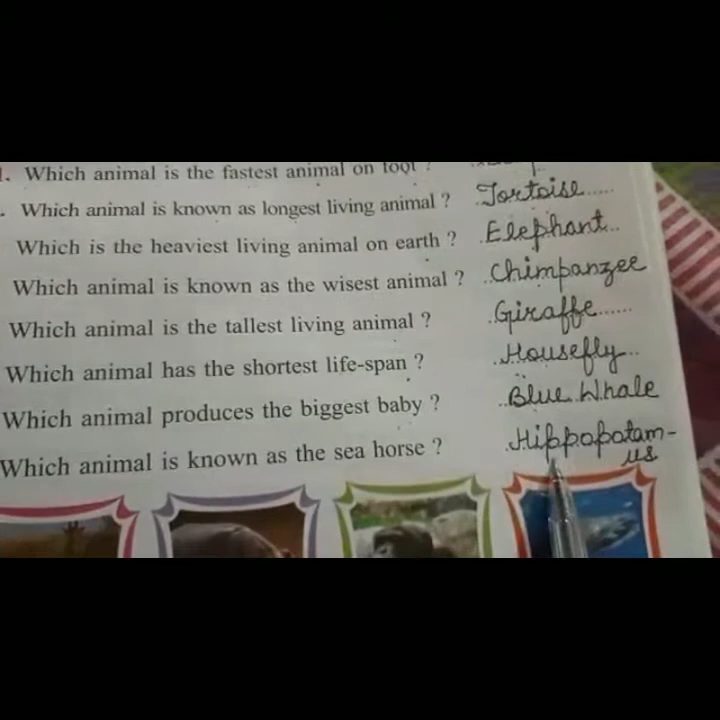 1. Which animal is the fastest animal on foot ?
. Which animal is known as longest living animal ? Tortoise......
Which is the heaviest living animal on earth ? .Elephant..
Which animal is known as the wisest animal ? ..Chimpanzee
Which animal is the tallest living animal ? .Giraffe......
Which animal has the shortest life-span ? ..Housefly...
Which animal produces the biggest baby ? ..Blue Whale
Which animal is known as the sea horse ? .Hippopotam-
us